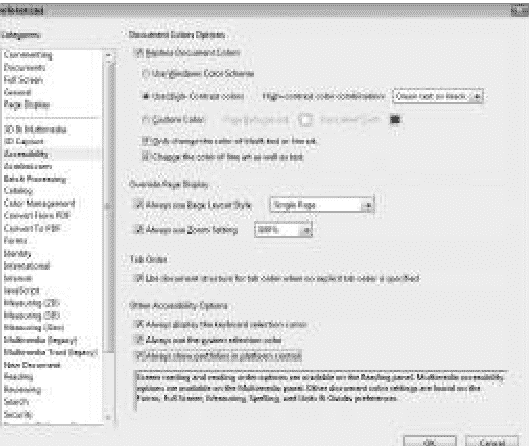 Preferences
Categories:
Commenting
Documents
Full Screen
General
Page Display
3D & Multimedia
3D Capture
Accessibility
Batch Processing
Catalog
Color Management
Convert From PDF
Convert To PDF
Forms
Identity
International
Internet
JavaScript
Measuring (2D)
Measuring (3D)
Measuring (Geo)
Multimedia (legacy)
Multimedia Trust (legacy)
New Document
Reading
Reviewing
Search
Security
Document Colors Options
Replace Document Colors
Use Windows Color Scheme
Use High-Contrast colors High-contrast color combination: Green text on black
Custom Color: Page Background Document Text
Only change the color of black text or line art.
Change the color of line art as well as text.
Override Page Display
Always use Page Layout Style Single Page
Always use Zoom Setting
Tab Order
Use document structure for tab order when no explicit tab order is specified
Other Accessibility Options
Always display the keyboard selection cursor
Always use the system selection color
Always show portfolios in platform control
Screen reading and reading order options are available on the Reading panel. Multimedia accessibility
options are available on the Multimedia panel. Other document color settings are found on the
Forms, Full Screen, Measuring, Spelling, and Units & Guides preferences.
OK Cancel